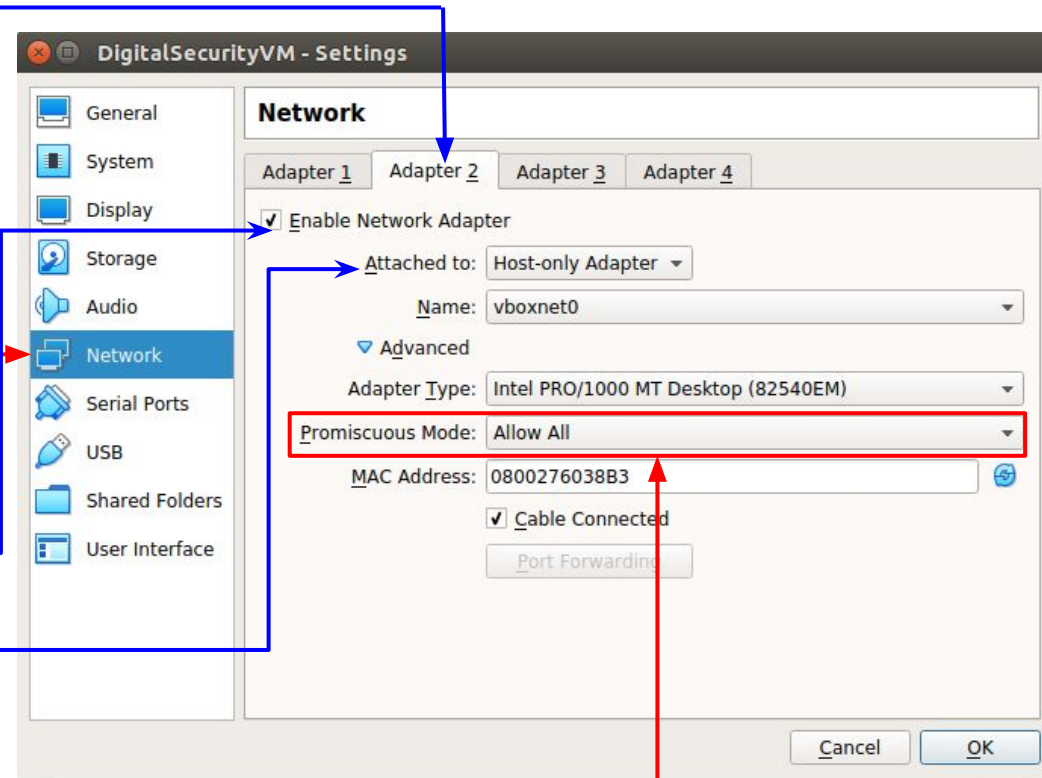 DigitalSecurityVM - Settings
General
System
Display
Storage
Audio
Network
Serial Ports
USB
Shared Folders
User Interface
Network
Adapter 1 Adapter 2 Adapter 3 Adapter 4
Enable Network Adapter
Attached to: Host-only Adapter
Name: vboxnet0
Advanced
Adapter Type: Intel PRO/1000 MT Desktop (82540EM)
Promiscuous Mode: Allow All
MAC Address: 0800276038B3
Cable Connected
Port Forwarding
Cancel OK